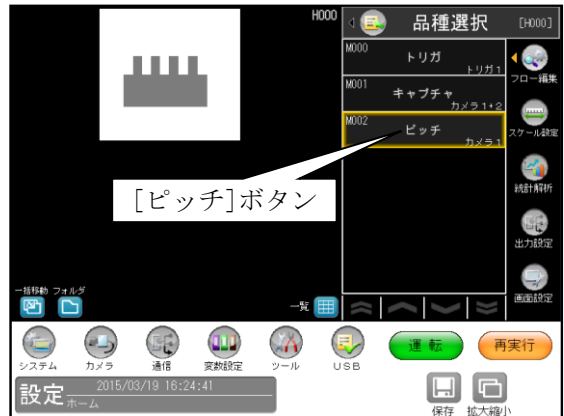 H000
品種選択
[H000]
M000
トリガ
トリガ1
M001
キャプチャ
カメラ1+2
M002
ピッチ
カメラ1
[ピッチ]ボタン
フロー編集
スケール設定
統計解析
出力設定
画面設定
一括移動 フォルダ
一覧
システム
カメラ
通信
変数設定
ツール
USB
運転
再実行
設定
2015/03/19 16:24:41
ホーム
保存
拡大縮小